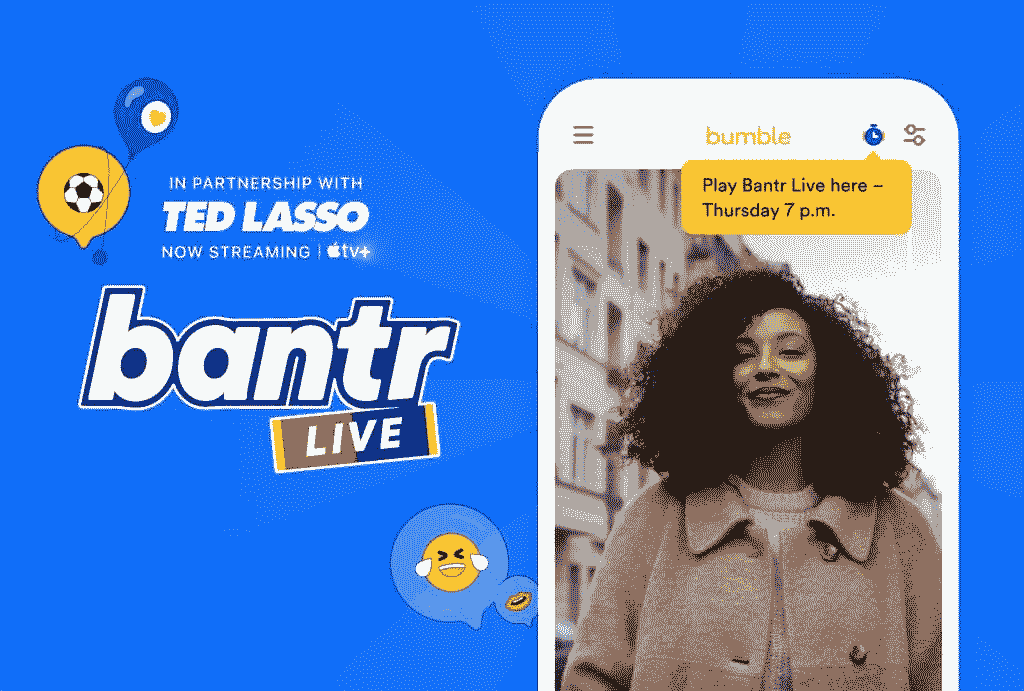 IN PARTNERSHIP WITH
TED LASSO
NOW STREAMING | tv+
bantr
LIVE
bumble
Play Bantr Live here –
Thursday 7 p.m.